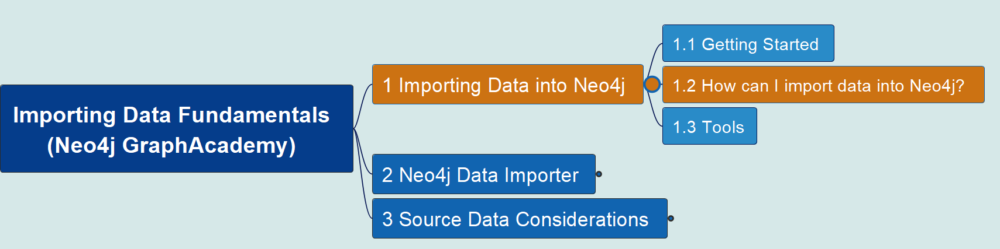 Importing Data Fundamentals
(Neo4j GraphAcademy)
1 Importing Data into Neo4j
1.1 Getting Started
1.2 How can I import data into Neo4j?
1.3 Tools
2 Neo4j Data Importer
3 Source Data Considerations